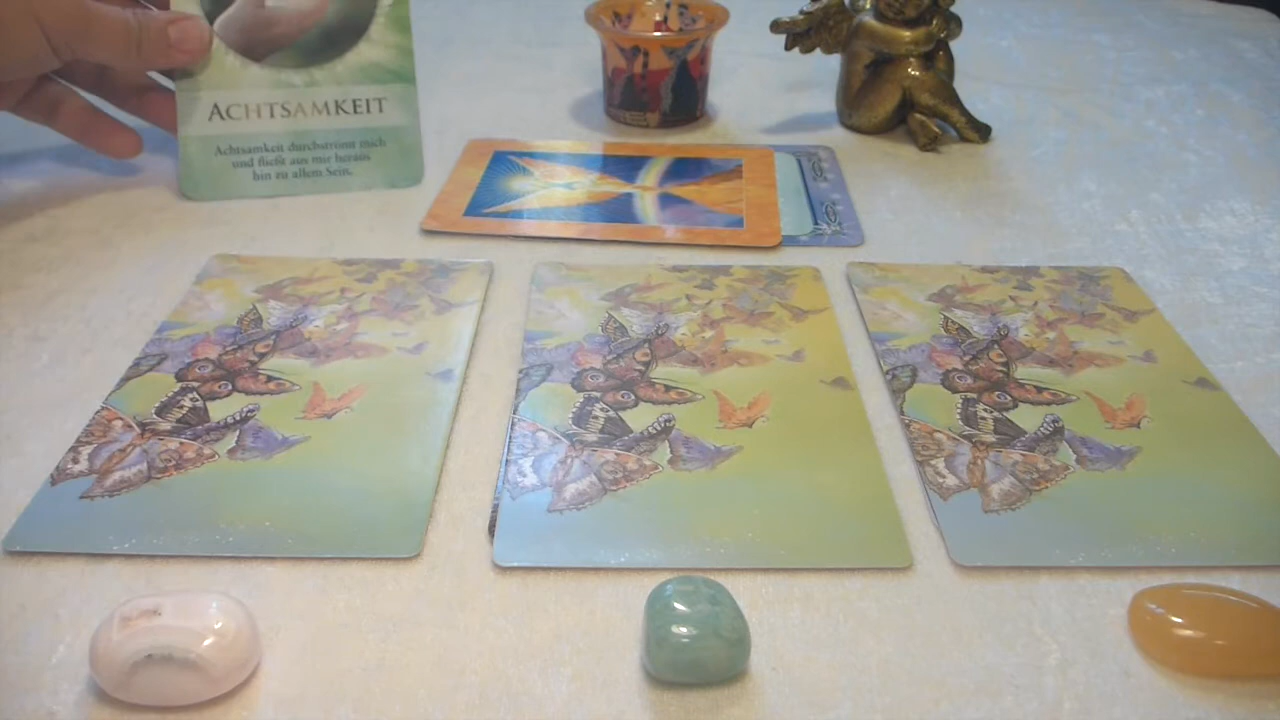 ACHTSAMKEIT
Achtsamkeit durchströmt mich
und fließt aus mir heraus
hin zu allem Sein.